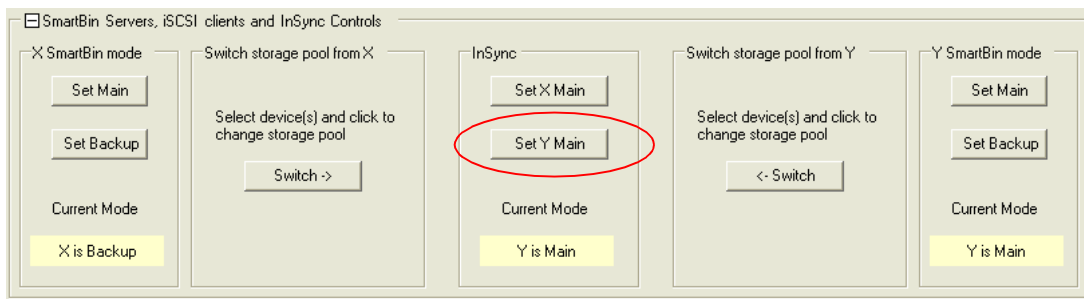 SmartBin Servers, iSCSI clients and InSync Controls
X SmartBin mode
Set Main
Set Backup
Current Mode
X is Backup
Switch storage pool from X
Select device(s) and click to
change storage pool
Switch ->
InSync
Set X Main
Set Y Main
Current Mode
Y is Main
Switch storage pool from Y
Select device(s) and click to
change storage pool
<- Switch
Y SmartBin mode
Set Main
Set Backup
Current Mode
Y is Main